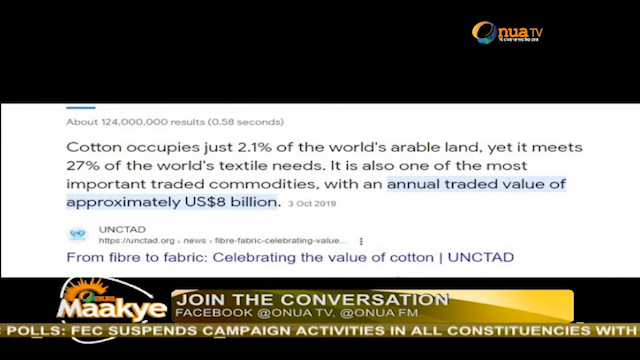 Onua TV
About 124,000,000 results (0.58 seconds)
Cotton occupies just 2.1% of the world's arable land, yet it meets
27% of the world's textile needs. It is also one of the most
important traded commodities, with an annual traded value of
approximately US$8 billion. 3 Oct 2019
UNCTAD
https://unctad.org › news › fibre-fabric-celebrating-value...
From fibre to fabric: Celebrating the value of cotton | UNCTAD
ONUA
Maakye
JOIN THE CONVERSATION
FACEBOOK @ONUA TV, @ONUA FM
POLLS: FEC SUSPENDS CAMPAIGN ACTIVITIES IN ALL CONSTITUENCIES WITH